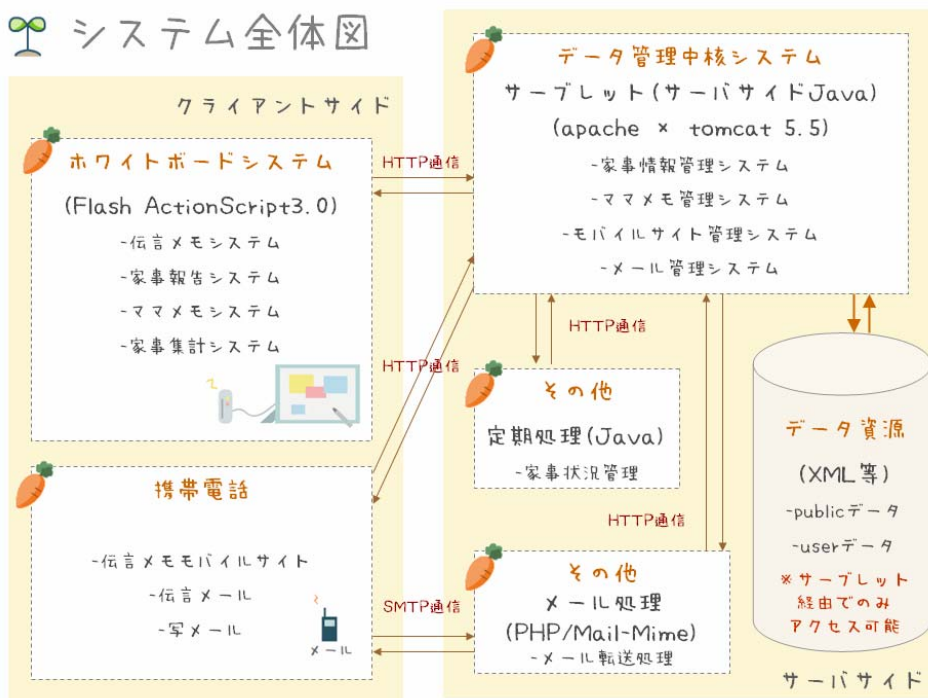 システム全体図
クライアントサイド
ホワイトボードシステム
(Flash ActionScript3.0)
-伝言メモシステム
-家事報告システム
-ママメモシステム
-家事集計システム
携帯電話
-伝言メモモバイルサイト
-伝言メール
-写メール
メール
HTTP通信
HTTP通信
SMTP通信
データ管理中核システム
サーブレット(サーバサイドJava)
(apache × tomcat 5.5)
-家事情報管理システム
-ママメモ管理システム
-モバイルサイト管理システム
-メール管理システム
HTTP通信
その他
定期処理(Java)
-家事状況管理
HTTP通信
その他
メール処理
(PHP/Mail-Mime)
-メール転送処理
データ資源
(XML等)
-publicデータ
-userデータ
※サーブレット
経由でのみ
アクセス可能
サーバサイド